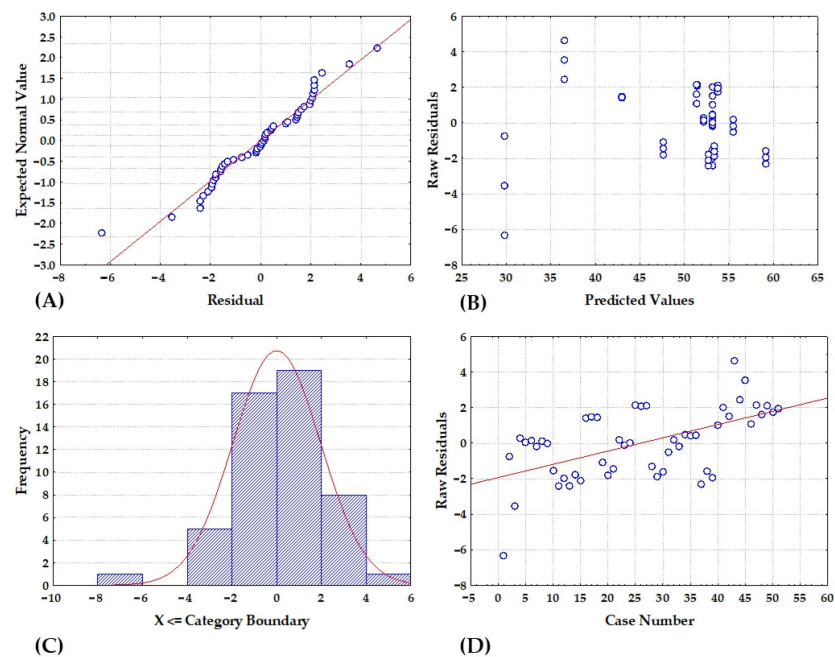 3.0
2.5
2.0
1.5
1.0
0.5
0.0
−0.5
−1.0
−1.5
−2.0
−2.5
3.0
Expected Normal Value
−8 −6 −4 −2 0 2 4 6
Residual
(A)
6
4
2
0
−2
−4
−6
−8
Raw Residuals
25 30 35 40 45 50 55 60 65
Predicted Values
(B)
22
20
18
16
14
12
10
8
6
4
2
0
Frequency
−10 −8 −6 −4 −2 0 2 4 6
X <= Category Boundary
(C)
6
4
2
0
−2
−4
−6
−8
Raw Residuals
−5 0 5 10 15 20 25 30 35 40 45 50 55 60
Case Number
(D)